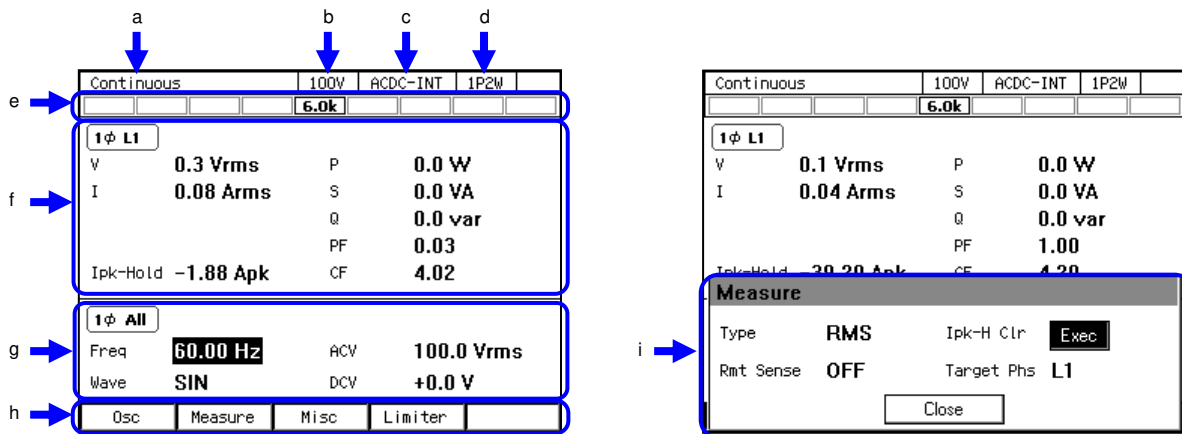 a b c d
Continuous 100V ACDC-INT 1P2W
e
6.0k
1ϕ L1
V 0.3 Vrms P 0.0 W
I 0.08 Arms S 0.0 VA
f
Q 0.0 var
PF 0.03
Ipk-Hold -1.88 Apk CF 4.02
1ϕ All
g
Freq 60.00 Hz ACV 100.0 Vrms
Wave SIN DCV +0.0 V
h
Osc Measure Misc Limiter
Continuous 100V ACDC-INT 1P2W
6.0k
1ϕ L1
V 0.1 Vrms P 0.0 W
I 0.04 Arms S 0.0 VA
Q 0.0 var
PF 1.00
Ipk-Hold Apk CF
Measure
i
Type RMS Ipk-H Clr Exec
Rmt Sense OFF Target Phs L1
Close